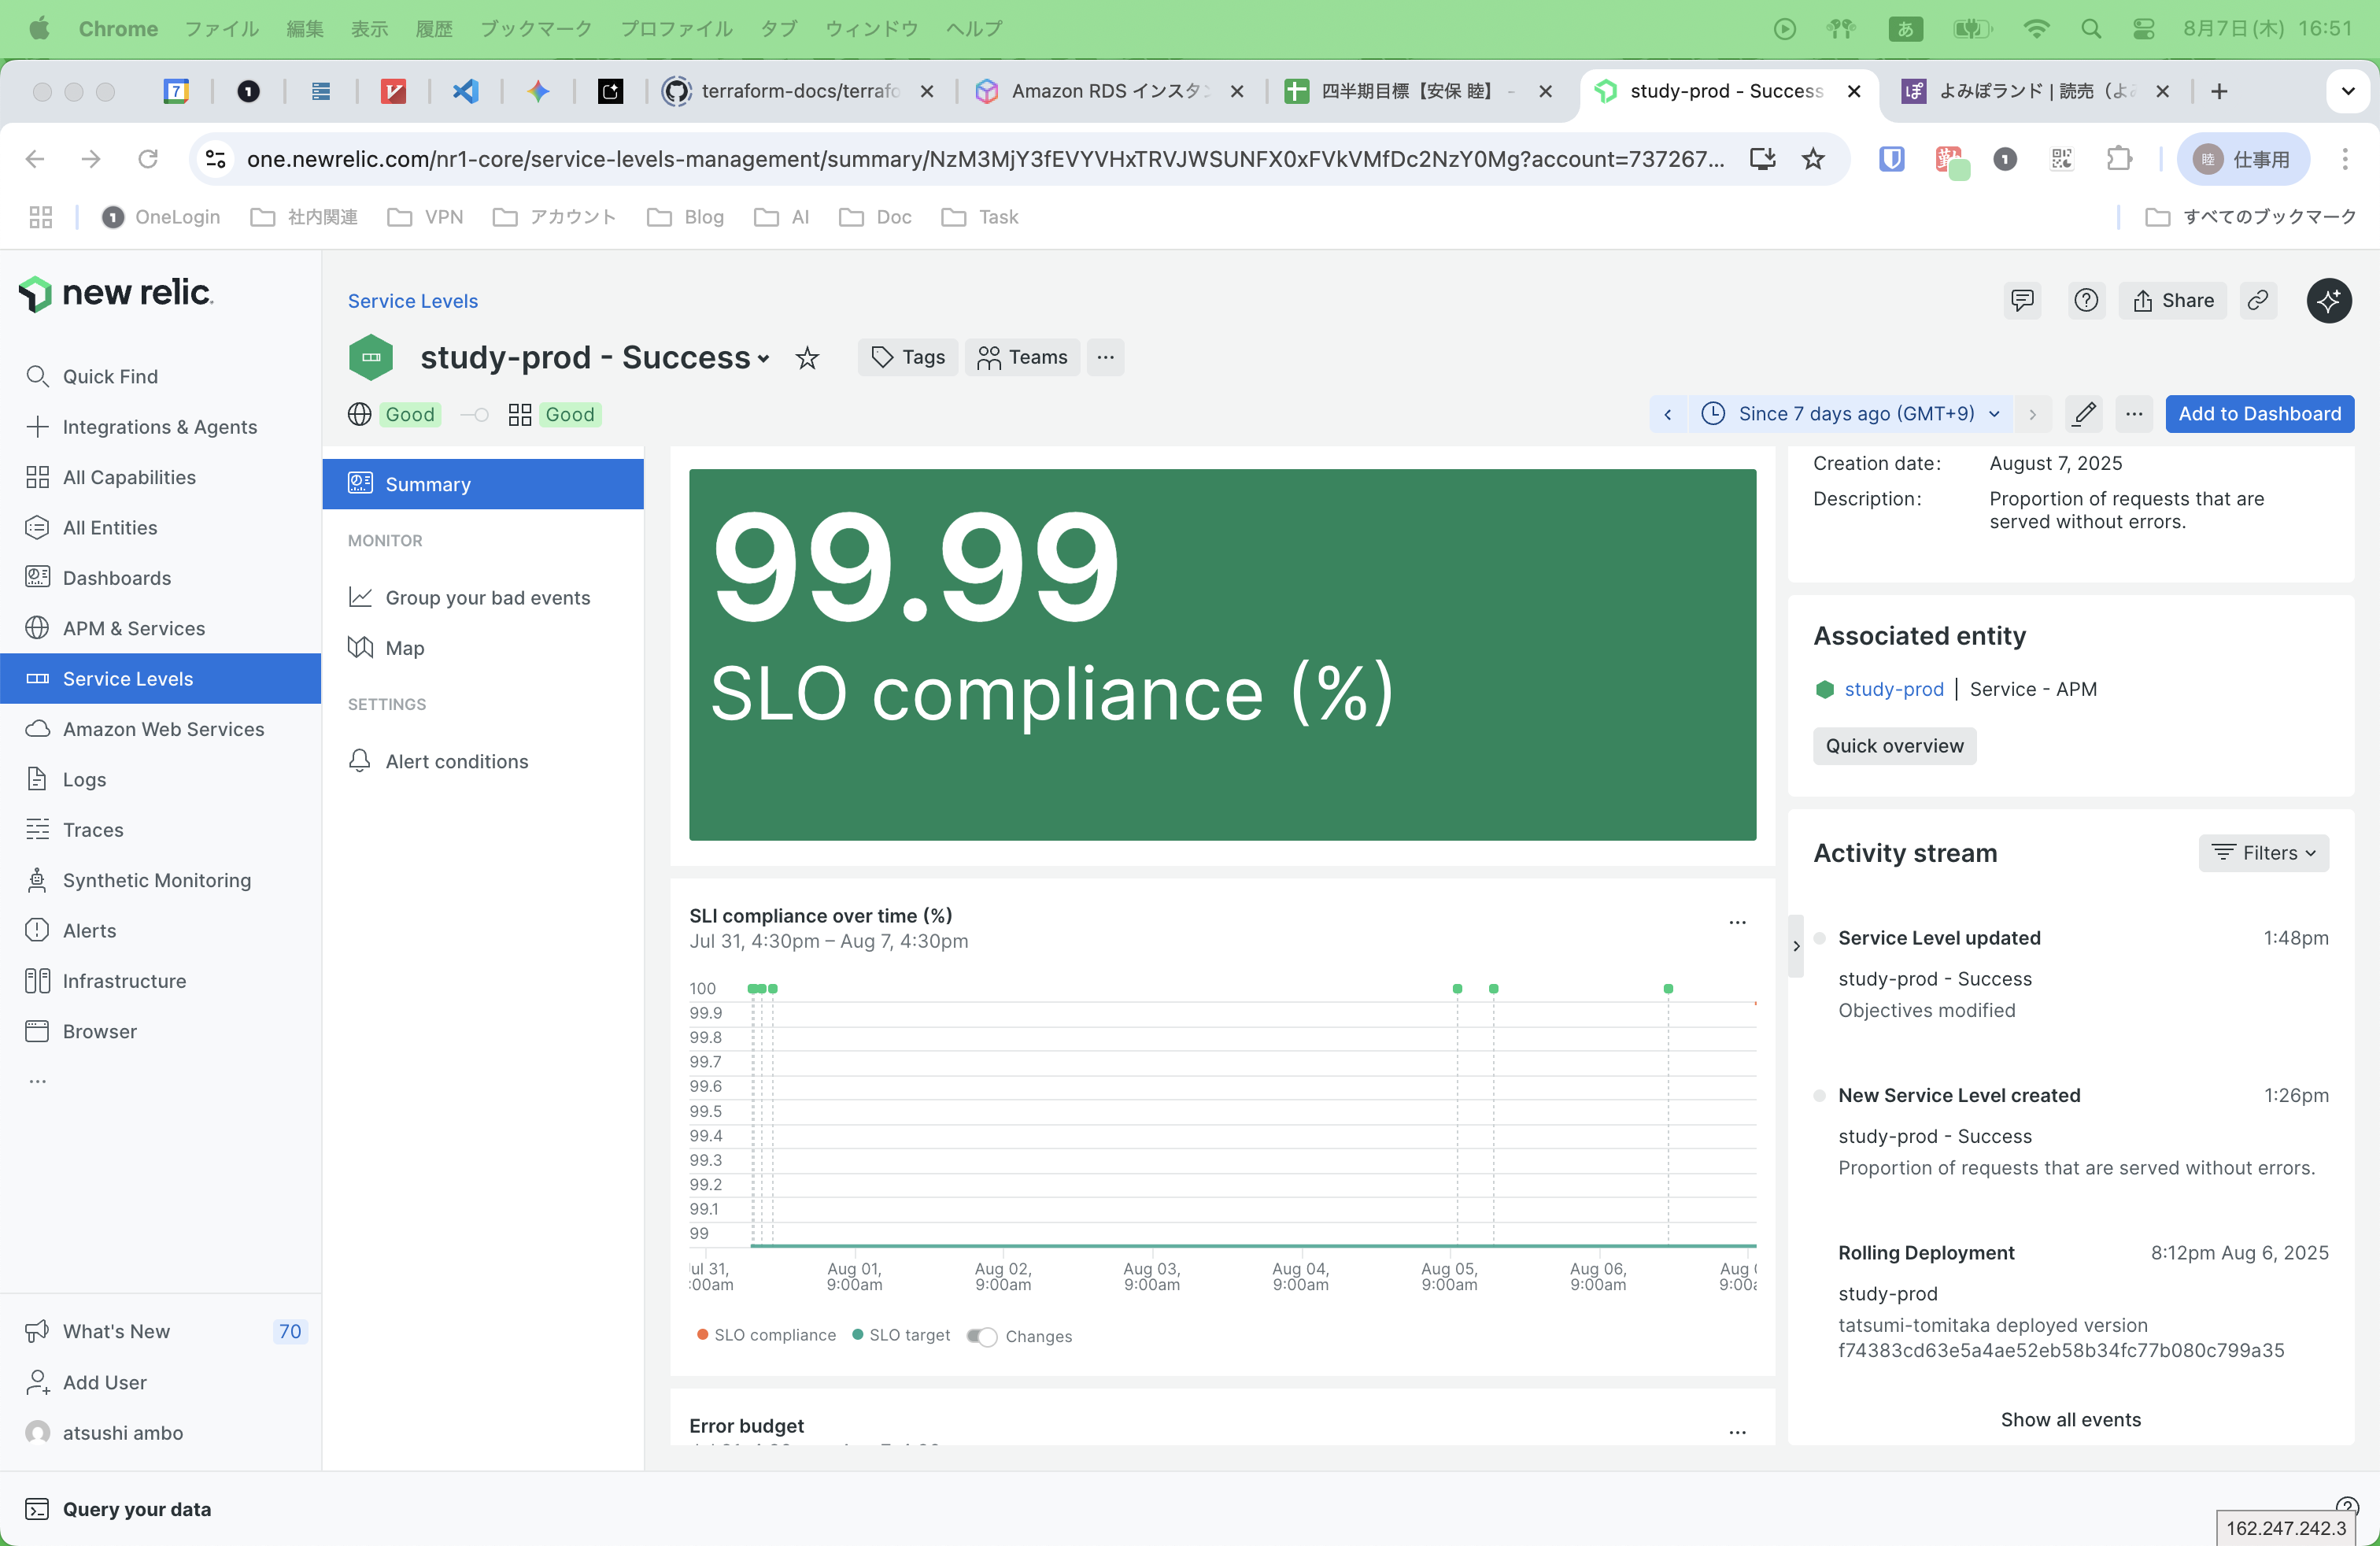 Chrome ファイル 編集 表示 履歴 ブックマーク プロファイル タブ ウィンドウ ヘルプ あ 8月7日(木) 16:51
7 1 terraform-docs/terrafo Amazon RDS インスタン 四半期目標【安保 睦】 - study-prod - Success ぽ よみぽランド | 読売（よみ
one.newrelic.com/nr1-core/service-levels-management/summary/NzM3MjY3fEVYVHxTRVJWSUNFX0xFVkVMfDc2NzY0Mg?account=737267... 睦 仕事用
OneLogin 社内関連 VPN アカウント Blog AI Doc Task すべてのブックマーク
new relic.
Quick Find
Integrations & Agents
All Capabilities
All Entities
Dashboards
APM & Services
Service Levels
Amazon Web Services
Logs
Traces
Synthetic Monitoring
Alerts
Infrastructure
Browser
...
What's New 70
Add User
atsushi ambo
Query your data
Service Levels
Share
study-prod - Success
Tags Teams ...
Good Good
Since 7 days ago (GMT+9) ... Add to Dashboard
Summary
MONITOR
Group your bad events
Map
SETTINGS
Alert conditions
99.99
SLO compliance (%)
SLI compliance over time (%)
Jul 31, 4:30pm – Aug 7, 4:30pm
100
99.9
99.8
99.7
99.6
99.5
99.4
99.3
99.2
99.1
99
ul 31, Aug 01, Aug 02, Aug 03, Aug 04, Aug 05, Aug 06, Aug
:00am 9:00am 9:00am 9:00am 9:00am 9:00am 9:00am 9:00a
SLO compliance SLO target Changes
Error budget
Creation date: August 7, 2025
Description: Proportion of requests that are
served without errors.
Associated entity
study-prod | Service - APM
Quick overview
Activity stream Filters
Service Level updated 1:48pm
study-prod - Success
Objectives modified
New Service Level created 1:26pm
study-prod - Success
Proportion of requests that are served without errors.
Rolling Deployment 8:12pm Aug 6, 2025
study-prod
tatsumi-tomitaka deployed version
f74383cd63e5a4ae52eb58b34fc77b080c799a35
Show all events
162.247.242.3